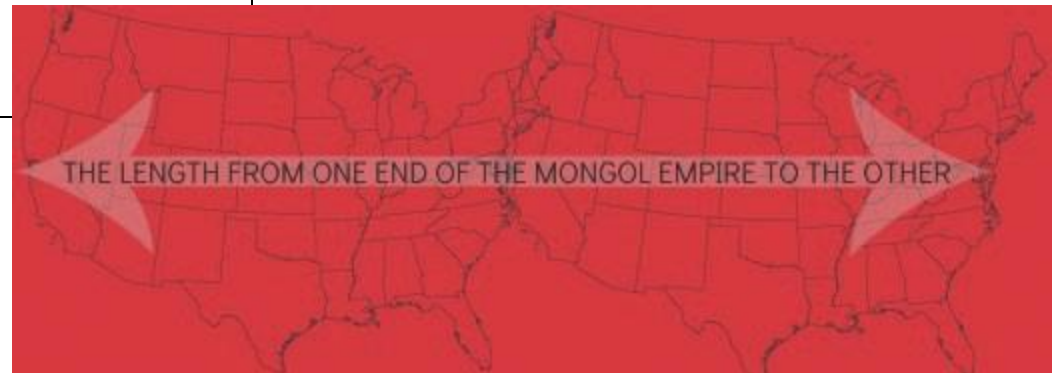 THE LENGTH FROM ONE END OF THE MONGOL EMPIRE TO THE OTHER